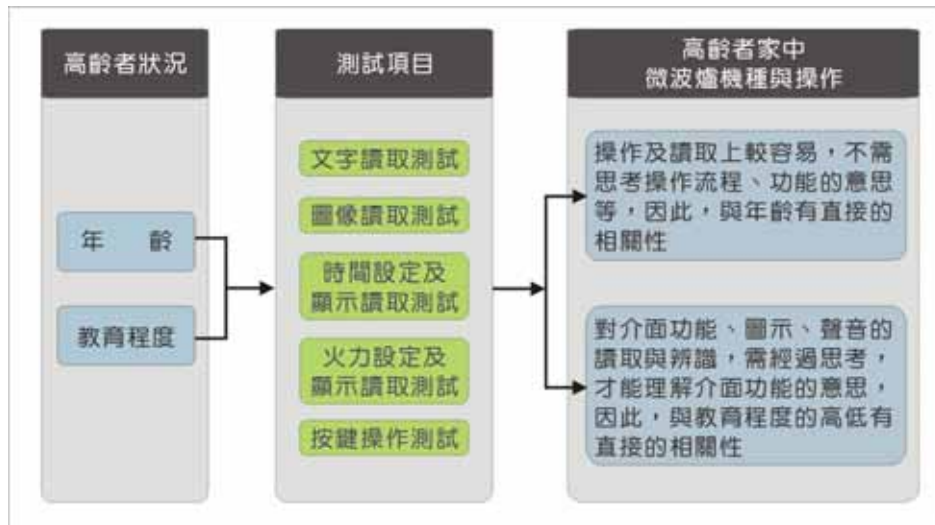 高齡者狀況
年 齡
教育程度
測試項目
文字讀取測試
圖像讀取測試
時間設定及
顯示讀取測試
火力設定及
顯示讀取測試
按鍵操作測試
高齡者家中
微波爐機種與操作
操作及讀取上較容易，不需
思考操作流程、功能的意思
等，因此，與年齡有直接的
相關性
對介面功能、圖示、聲音的
讀取與辨識，需經過思考，
才能理解介面功能的意思，
因此，與教育程度的高低有
直接的相關性